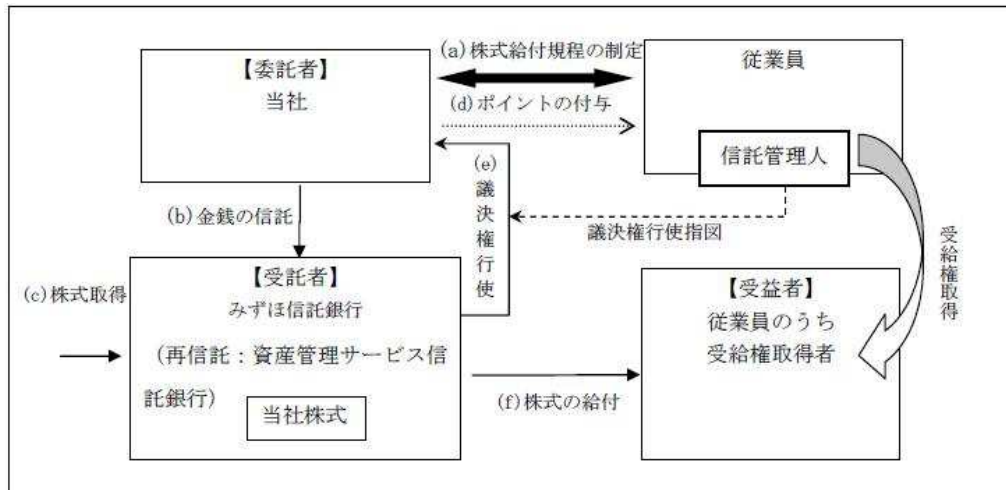 (a)株式給付規程の制定
【委託者】
当社
従業員
(d)ポイントの付与
信託管理人
(e)議決権行使
(b)金銭の信託
議決権行使指図
受給権取得
(c)株式取得
【受託者】
みずほ信託銀行
(再信託：資産管理サービス信
託銀行)
当社株式
【受益者】
従業員のうち
受給権取得者
(f)株式の給付